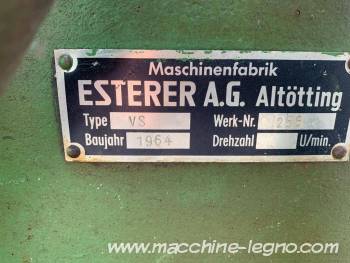 Maschinenfabrik
ESTERER A.G. Altötting
Type VS Werk-Nr.
Baujahr 1964 Drehzahl U/min.
www.macchine-legno.com